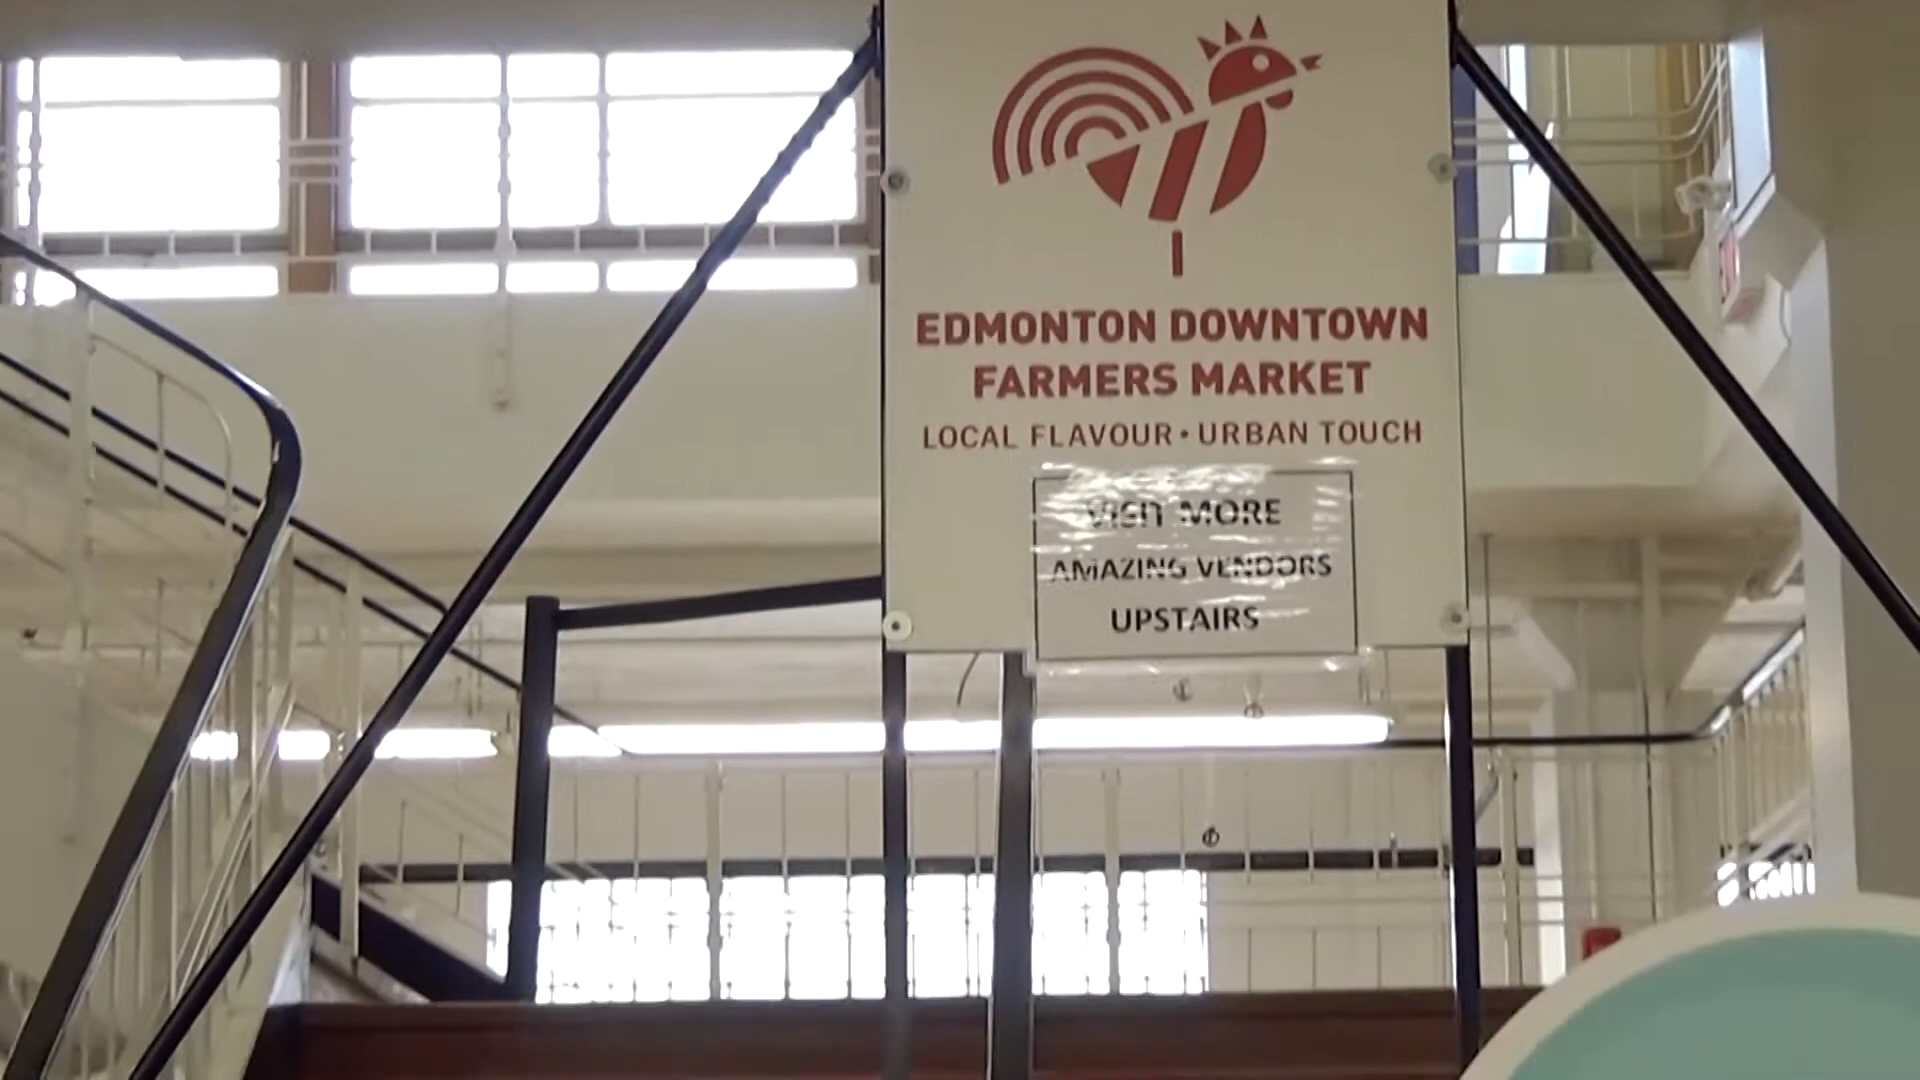 EDMONTON DOWNTOWN
FARMERS MARKET
LOCAL FLAVOUR • URBAN TOUCH
VISIT MORE
AMAZING VENDORS
UPSTAIRS